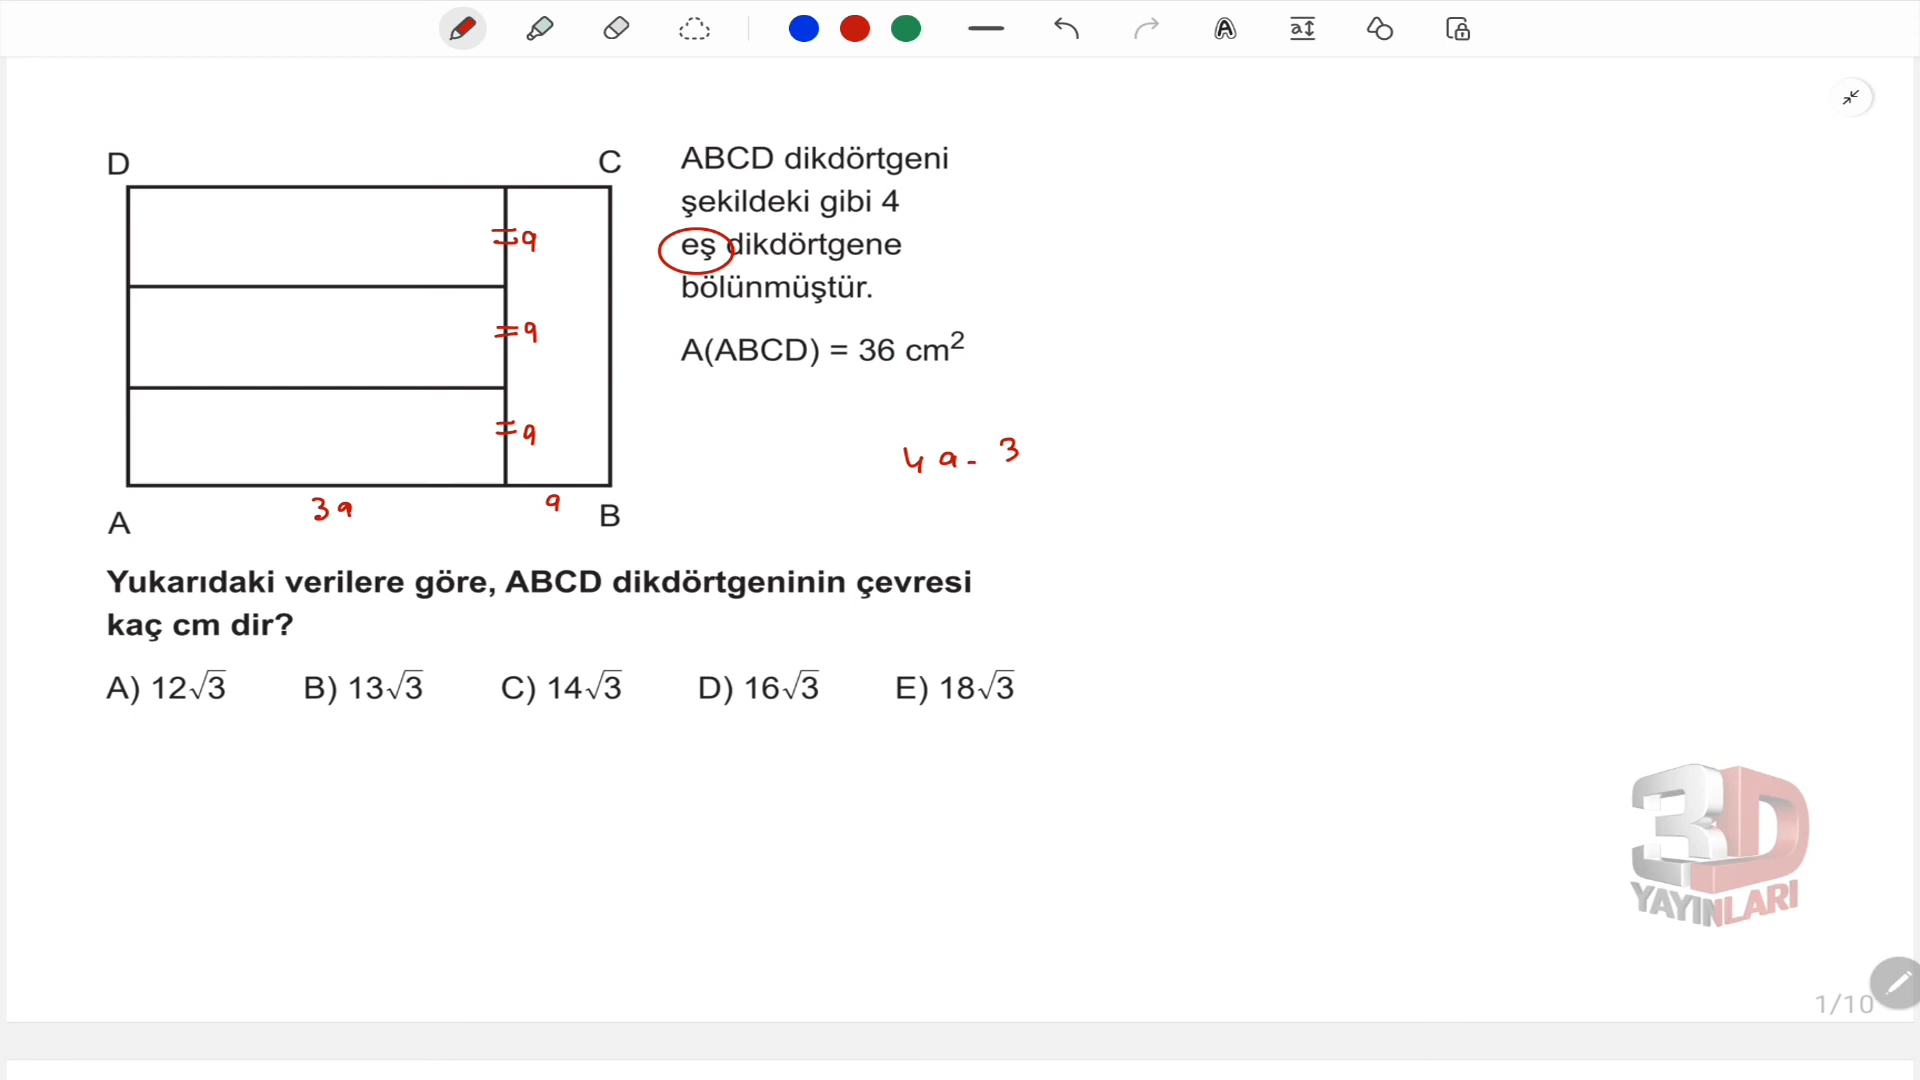 D
C
ABCD dikdörtgeni
şekildeki gibi 4
eş dikdörtgene
bölünmüştür.
A(ABCD) = 36 cm²
a
a
a
4a. 3
3a
a
A
B
Yukarıdaki verilere göre, ABCD dikdörtgeninin çevresi
kaç cm dir?
A) 12√3 B) 13√3 C) 14√3 D) 16√3 E) 18√3
3D
YAYINLARI
1/10